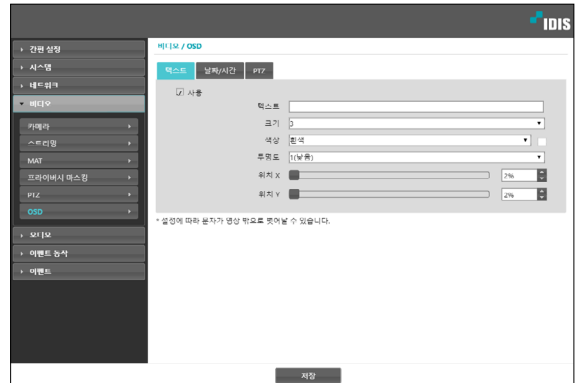 IDIS
간편 설정
시스템
네트워크
비디오
카메라
스트리밍
MAT
프라이버시 마스킹
PTZ
OSD
오디오
이벤트 동작
이벤트
비디오 / OSD
텍스트 날짜/시간 PTZ
사용
텍스트
크기 3
색상 흰색
투명도 1(낮음)
위치 X 2%
위치 Y 2%
* 설정에 따라 문자가 영상 밖으로 벗어날 수 있습니다.
저장